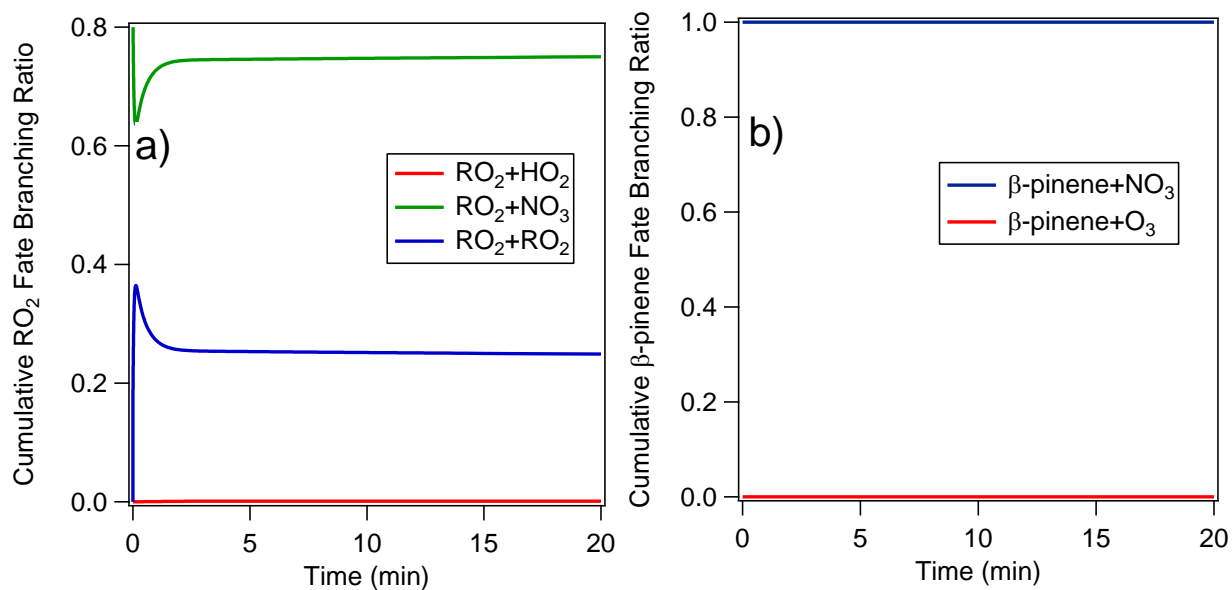 Cumulative RO₂ Fate Branching Ratio
0.8
0.6
0.4
0.2
0.0
a)
RO₂+HO₂
RO₂+NO₃
RO₂+RO₂
0
5
10
15
20
Time (min)
Cumulative β-pinene Fate Branching Ratio
1.0
0.8
0.6
0.4
0.2
0.0
b)
β-pinene+NO₃
β-pinene+O₃
0
5
10
15
20
Time (min)